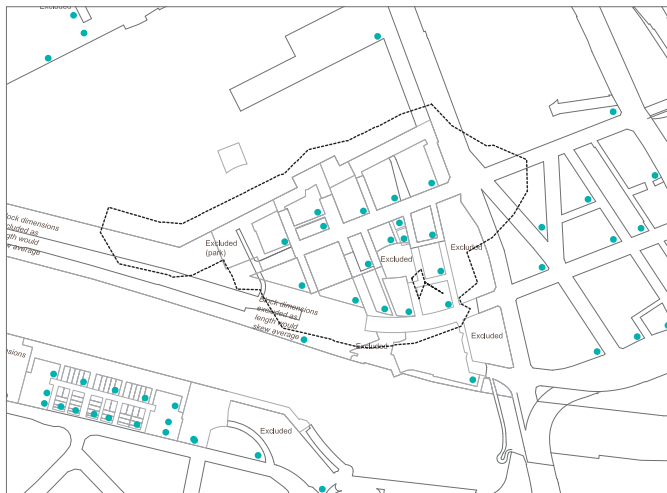 Excluded
Block dimensions
excluded as
length would
skew average
Excluded
(park)
Excluded
Excluded
Block dimensions
excluded as
length would
skew average
Excluded
dimensions
Excluded